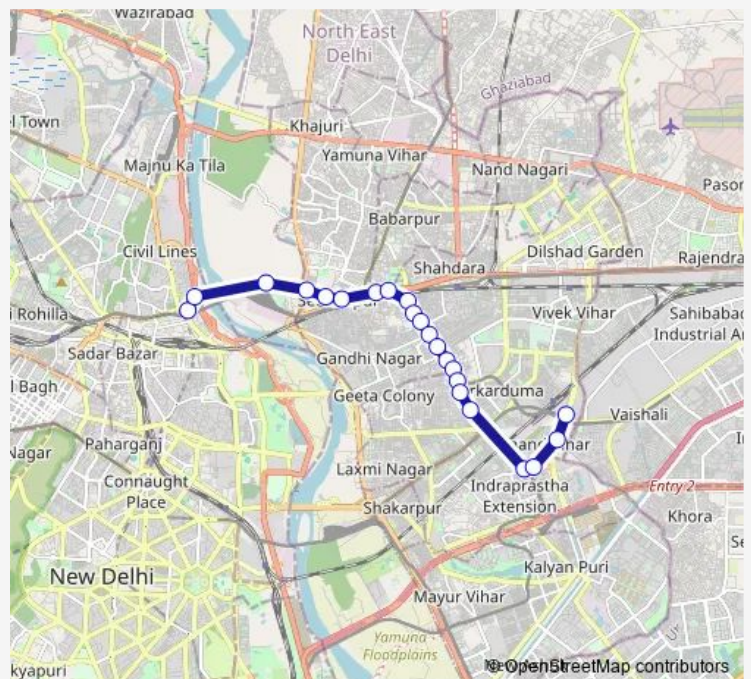 Wazirabad
North East
Delhi
Ghaziabad
el Town
Khajuri
Yamuna Vihar
Majnu Ka Tila
Nand Nagari
Babarpur
Civil Lines
Dilshad Garden
Rajendra
Shahdara
i Rohilla
Vivek Vihar
Sahibabad
Industrial Ar
Sadar Bazar
Gandhi Nagar
l Bagh
Geeta Colony
rkarduma
Vaishali
Nagar
Paharganj
Laxmi Nagar
Connaught
Place
Indraprastha
Extension
Entry 2
Shakarpur
Khora
New Delhi
Kalyan Puri
Mayur Vihar
Yamuna
Floodplains
kyapuri
© OpenStreetMap contributors